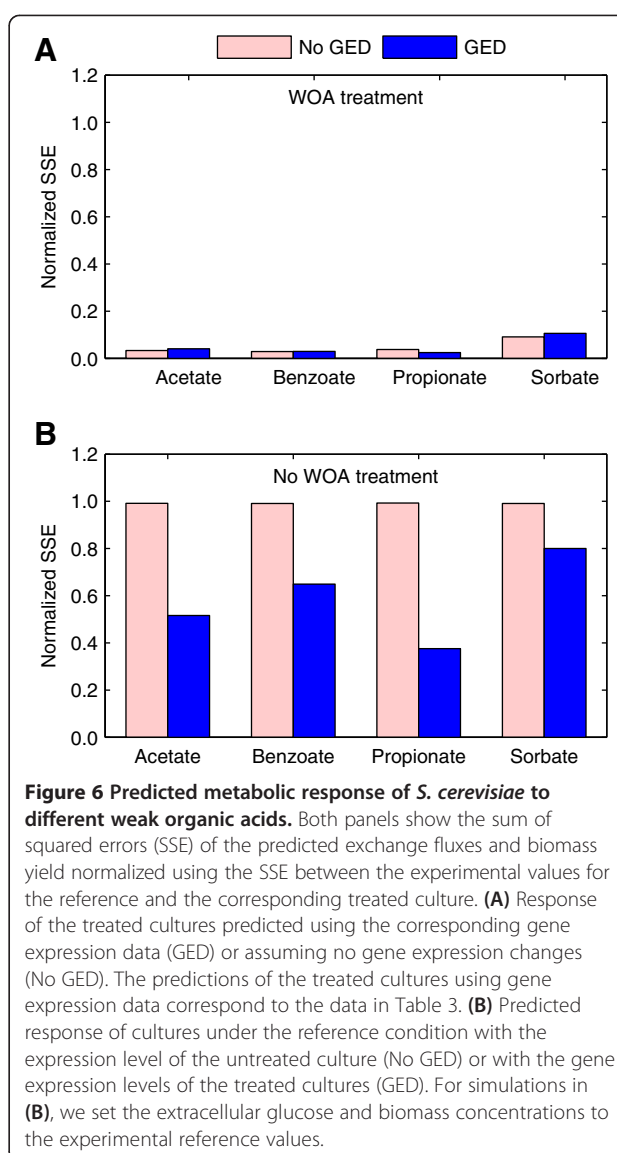 A
No GED
GED
WOA treatment
1.2
1.0
0.8
0.6
0.4
0.2
0.0
Normalized SSE
Acetate
Benzoate
Propionate
Sorbate
B
No WOA treatment
1.2
1.0
0.8
0.6
0.4
0.2
0.0
Normalized SSE
Acetate
Benzoate
Propionate
Sorbate
Figure 6 Predicted metabolic response of S. cerevisiae to
different weak organic acids. Both panels show the sum of
squared errors (SSE) of the predicted exchange fluxes and biomass
yield normalized using the SSE between the experimental values for
the reference and the corresponding treated culture. (A) Response
of the treated cultures predicted using the corresponding gene
expression data (GED) or assuming no gene expression changes
(No GED). The predictions of the treated cultures using gene
expression data correspond to the data in Table 3. (B) Predicted
response of cultures under the reference condition with the
expression level of the untreated culture (No GED) or with the gene
expression levels of the treated cultures (GED). For simulations in
(B), we set the extracellular glucose and biomass concentrations to
the experimental reference values.